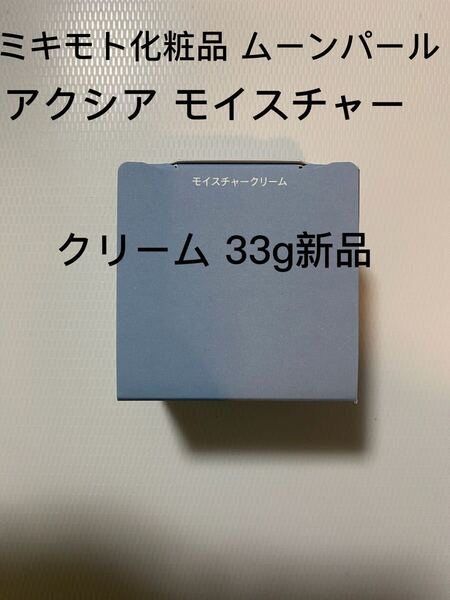 ミキモト化粧品 ムーンパール
アクシア モイスチャー
モイスチャークリーム
クリーム 33g新品